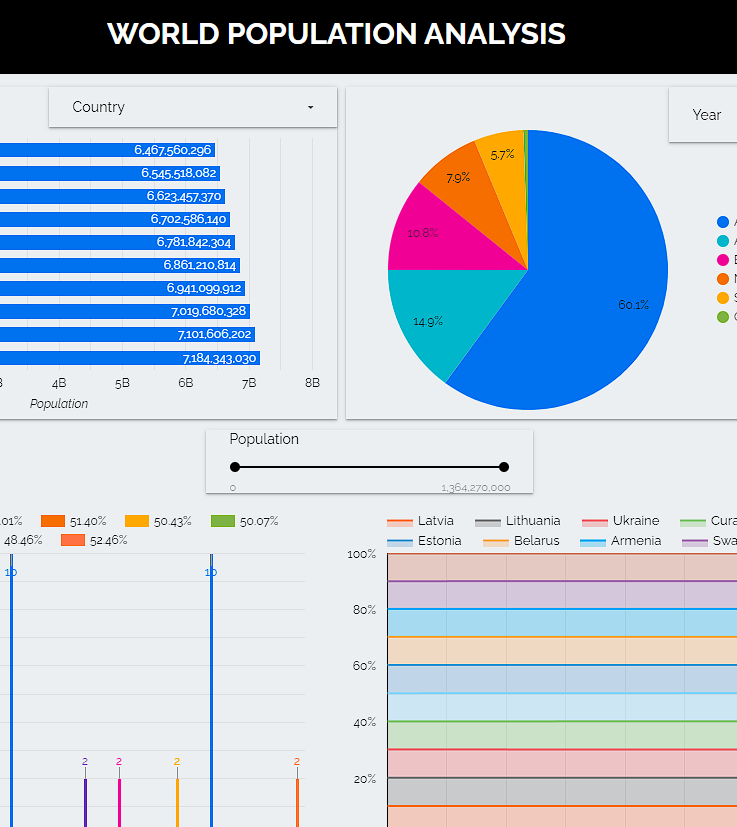 WORLD POPULATION ANALYSIS
Country
Year
6,467,560,296
6,545,518,082
6,623,457,370
6,702,586,140
6,781,842,304
6,861,210,814
6,941,099,912
7,019,680,328
7,101,606,202
7,184,343,030
4B 5B 6B 7B 8B
Population
5.7%
7.9%
10.8%
14.9%
60.1%
Population
0 1,364,270,000
.01% 51.40% 50.43% 50.07%
48.46% 52.46%
10 10
2 2 2 2
Latvia Lithuania Ukraine Cura
Estonia Belarus Armenia Swa
100%
80%
60%
40%
20%